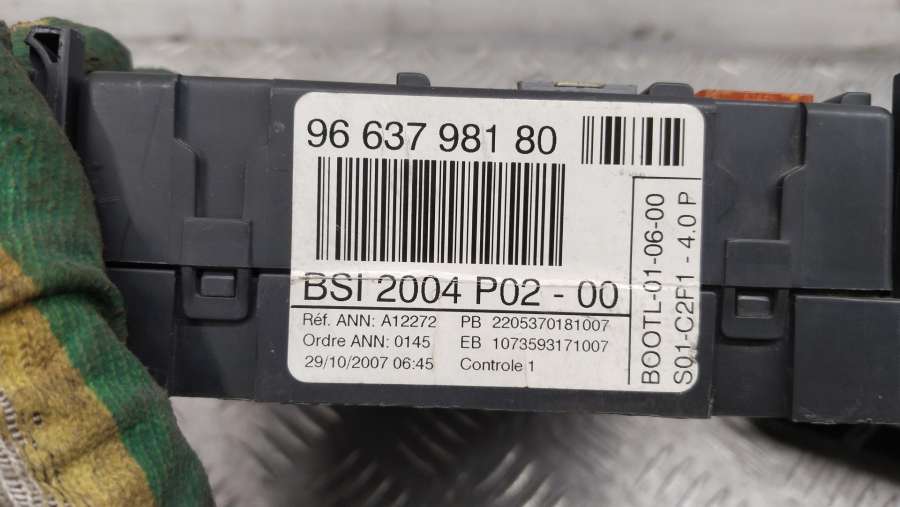 96 637 981 80
BSI 2004 P02 - 00
Réf. ANN: A12272 PB 2205370181007
Ordre ANN: 0145 EB 1073593171007
29/10/2007 06:45 Controle 1
BOOTL-01-06-00
S01-C2F1 - 4.0 P